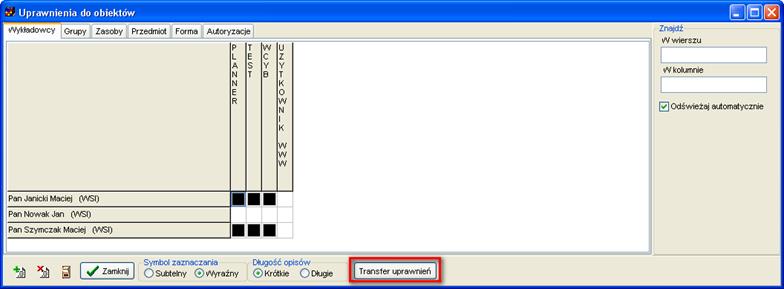 Uprawnienia do obiektów
Wykładowcy Grupy Zasoby Przedmiot Forma Autoryzacje
PLANNER TEST WCYB UZYTKOWNIK WWW
Pan Janicki Maciej (WSI)
Pan Nowak Jan (WSI)
Pan Szymczak Maciej (WSI)
Znajdź
W wierszu
W kolumnie
Odświeżaj automatycznie
Zamknij
Symbol zaznaczania
Subtelny Wyraźny
Długość opisów
Krótkie Długie
Transfer uprawnień